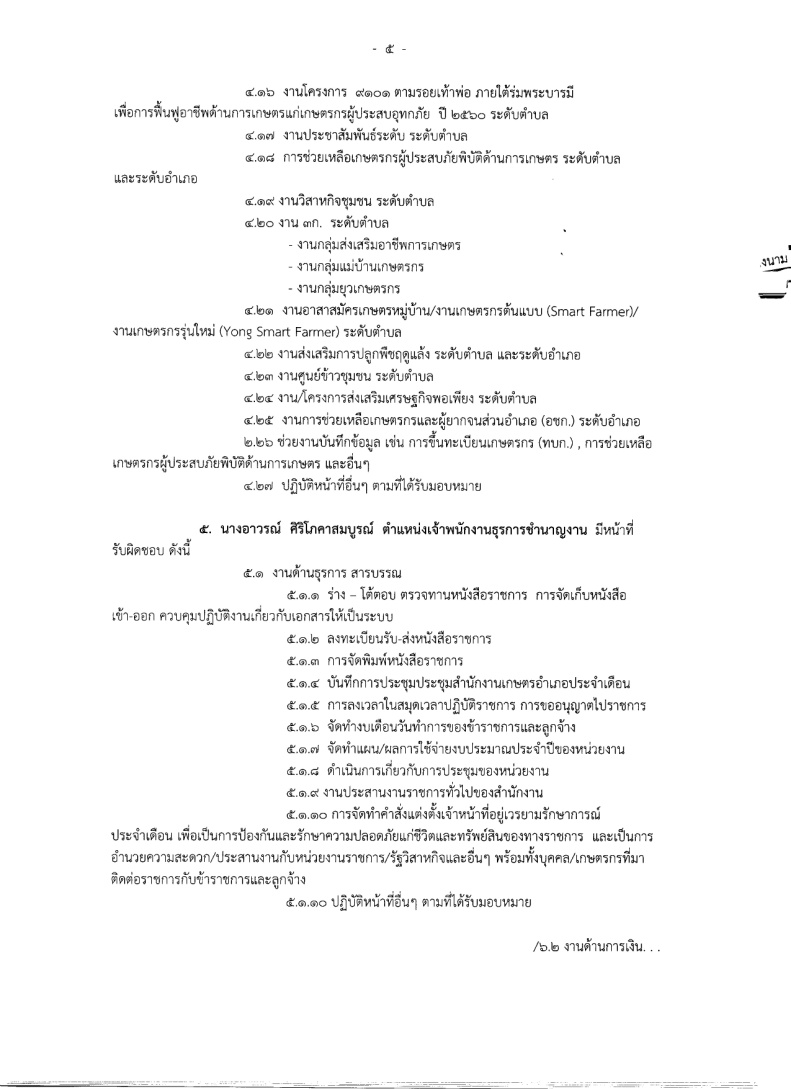 - ๕ -
๔.๑๖ งานโครงการ ๙๑๐๑ ตามรอยเท้าพ่อ ภายใต้ร่มพระบารมี
เพื่อการฟื้นฟูอาชีพด้านการเกษตรแก่เกษตรกรผู้ประสบอุทกภัย ปี ๒๕๖๐ ระดับตำบล
๔.๑๗ งานประชาสัมพันธ์ระดับ ระดับตำบล
๔.๑๘ การช่วยเหลือเกษตรกรผู้ประสบภัยพิบัติด้านการเกษตร ระดับตำบล
และระดับอำเภอ
๔.๑๙ งานวิสาหกิจชุมชน ระดับตำบล
๔.๒๐ งาน ๓ก. ระดับตำบล
- งานกลุ่มส่งเสริมอาชีพการเกษตร
- งานกลุ่มแม่บ้านเกษตรกร
- งานกลุ่มยุวเกษตรกร
๔.๒๑ งานอาสาสมัครเกษตรหมู่บ้าน/งานเกษตรกรต้นแบบ (Smart Farmer)/
งานเกษตรกรรุ่นใหม่ (Yong Smart Farmer) ระดับตำบล
๔.๒๒ งานส่งเสริมการปลูกพืชฤดูแล้ง ระดับตำบล และระดับอำเภอ
๔.๒๓ งานศูนย์ข้าวชุมชน ระดับตำบล
๔.๒๔ งาน/โครงการส่งเสริมเศรษฐกิจพอเพียง ระดับตำบล
๔.๒๕ งานการช่วยเหลือเกษตรกรและผู้ยากจนส่วนอำเภอ (อชก.) ระดับอำเภอ
๒.๒๖ ช่วยงานบันทึกข้อมูล เช่น การขึ้นทะเบียนเกษตรกร (ทบก.) , การช่วยเหลือ
เกษตรกรผู้ประสบภัยพิบัติด้านการเกษตร และอื่นๆ
๔.๒๗ ปฏิบัติหน้าที่อื่นๆ ตามที่ได้รับมอบหมาย
๕. นางอาวรณ์ ศิริโภคาสมบูรณ์ ตำแหน่งเจ้าพนักงานธุรการชำนาญงาน มีหน้าที่
รับผิดชอบ ดังนี้
๕.๑ งานด้านธุรการ สารบรรณ
๕.๑.๑ ร่าง – โต้ตอบ ตรวจทานหนังสือราชการ การจัดเก็บหนังสือ
เข้า-ออก ควบคุมปฏิบัติงานเกี่ยวกับเอกสารให้เป็นระบบ
๕.๑.๒ ลงทะเบียนรับ-ส่งหนังสือราชการ
๕.๑.๓ การจัดพิมพ์หนังสือราชการ
๕.๑.๔ บันทึกการประชุมประชุมสำนักงานเกษตรอำเภอประจำเดือน
๕.๑.๕ การลงเวลาในสมุดเวลาปฏิบัติราชการ การขออนุญาตไปราชการ
๕.๑.๖ จัดทำงบเดือนวันทำการของข้าราชการและลูกจ้าง
๕.๑.๗ จัดทำแผน/ผลการใช้จ่ายงบประมาณประจำปีของหน่วยงาน
๕.๑.๘ ดำเนินการเกี่ยวกับการประชุมของหน่วยงาน
๕.๑.๙ งานประสานงานราชการทั่วไปของสำนักงาน
๕.๑.๑๐ การจัดทำคำสั่งแต่งตั้งเจ้าหน้าที่อยู่เวรยามรักษาการณ์
ประจำเดือน เพื่อเป็นการป้องกันและรักษาความปลอดภัยแก่ชีวิตและทรัพย์สินของทางราชการ และเป็นการ
อำนวยความสะดวก/ประสานงานกับหน่วยงานราชการ/รัฐวิสาหกิจและอื่นๆ พร้อมทั้งบุคคล/เกษตรกรที่มา
ติดต่อราชการกับข้าราชการและลูกจ้าง
๕.๑.๑๐ ปฏิบัติหน้าที่อื่นๆ ตามที่ได้รับมอบหมาย
/๖.๒ งานด้านการเงิน. . .